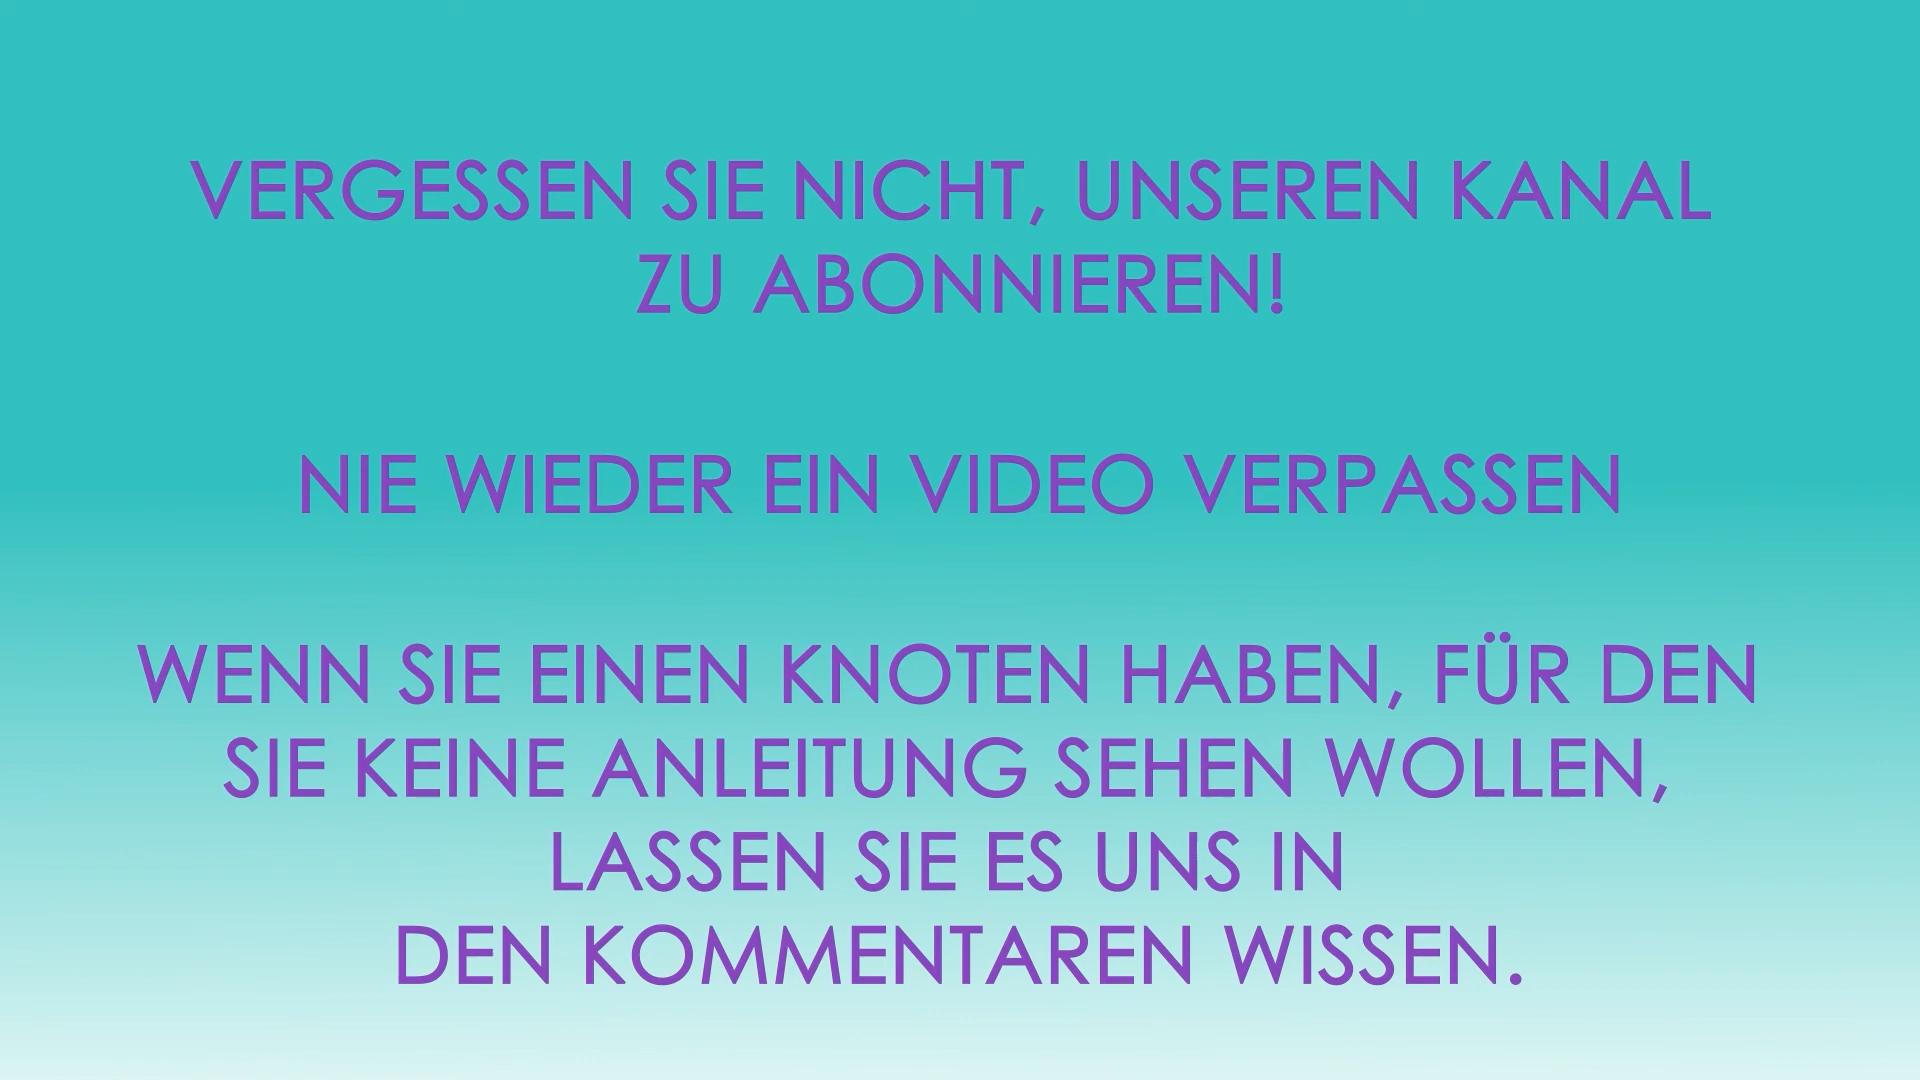 VERGESSEN SIE NICHT, UNSEREN KANAL
ZU ABONNIEREN!
NIE WIEDER EIN VIDEO VERPASSEN
WENN SIE EINEN KNOTEN HABEN, FÜR DEN
SIE KEINE ANLEITUNG SEHEN WOLLEN,
LASSEN SIE ES UNS IN
DEN KOMMENTAREN WISSEN.